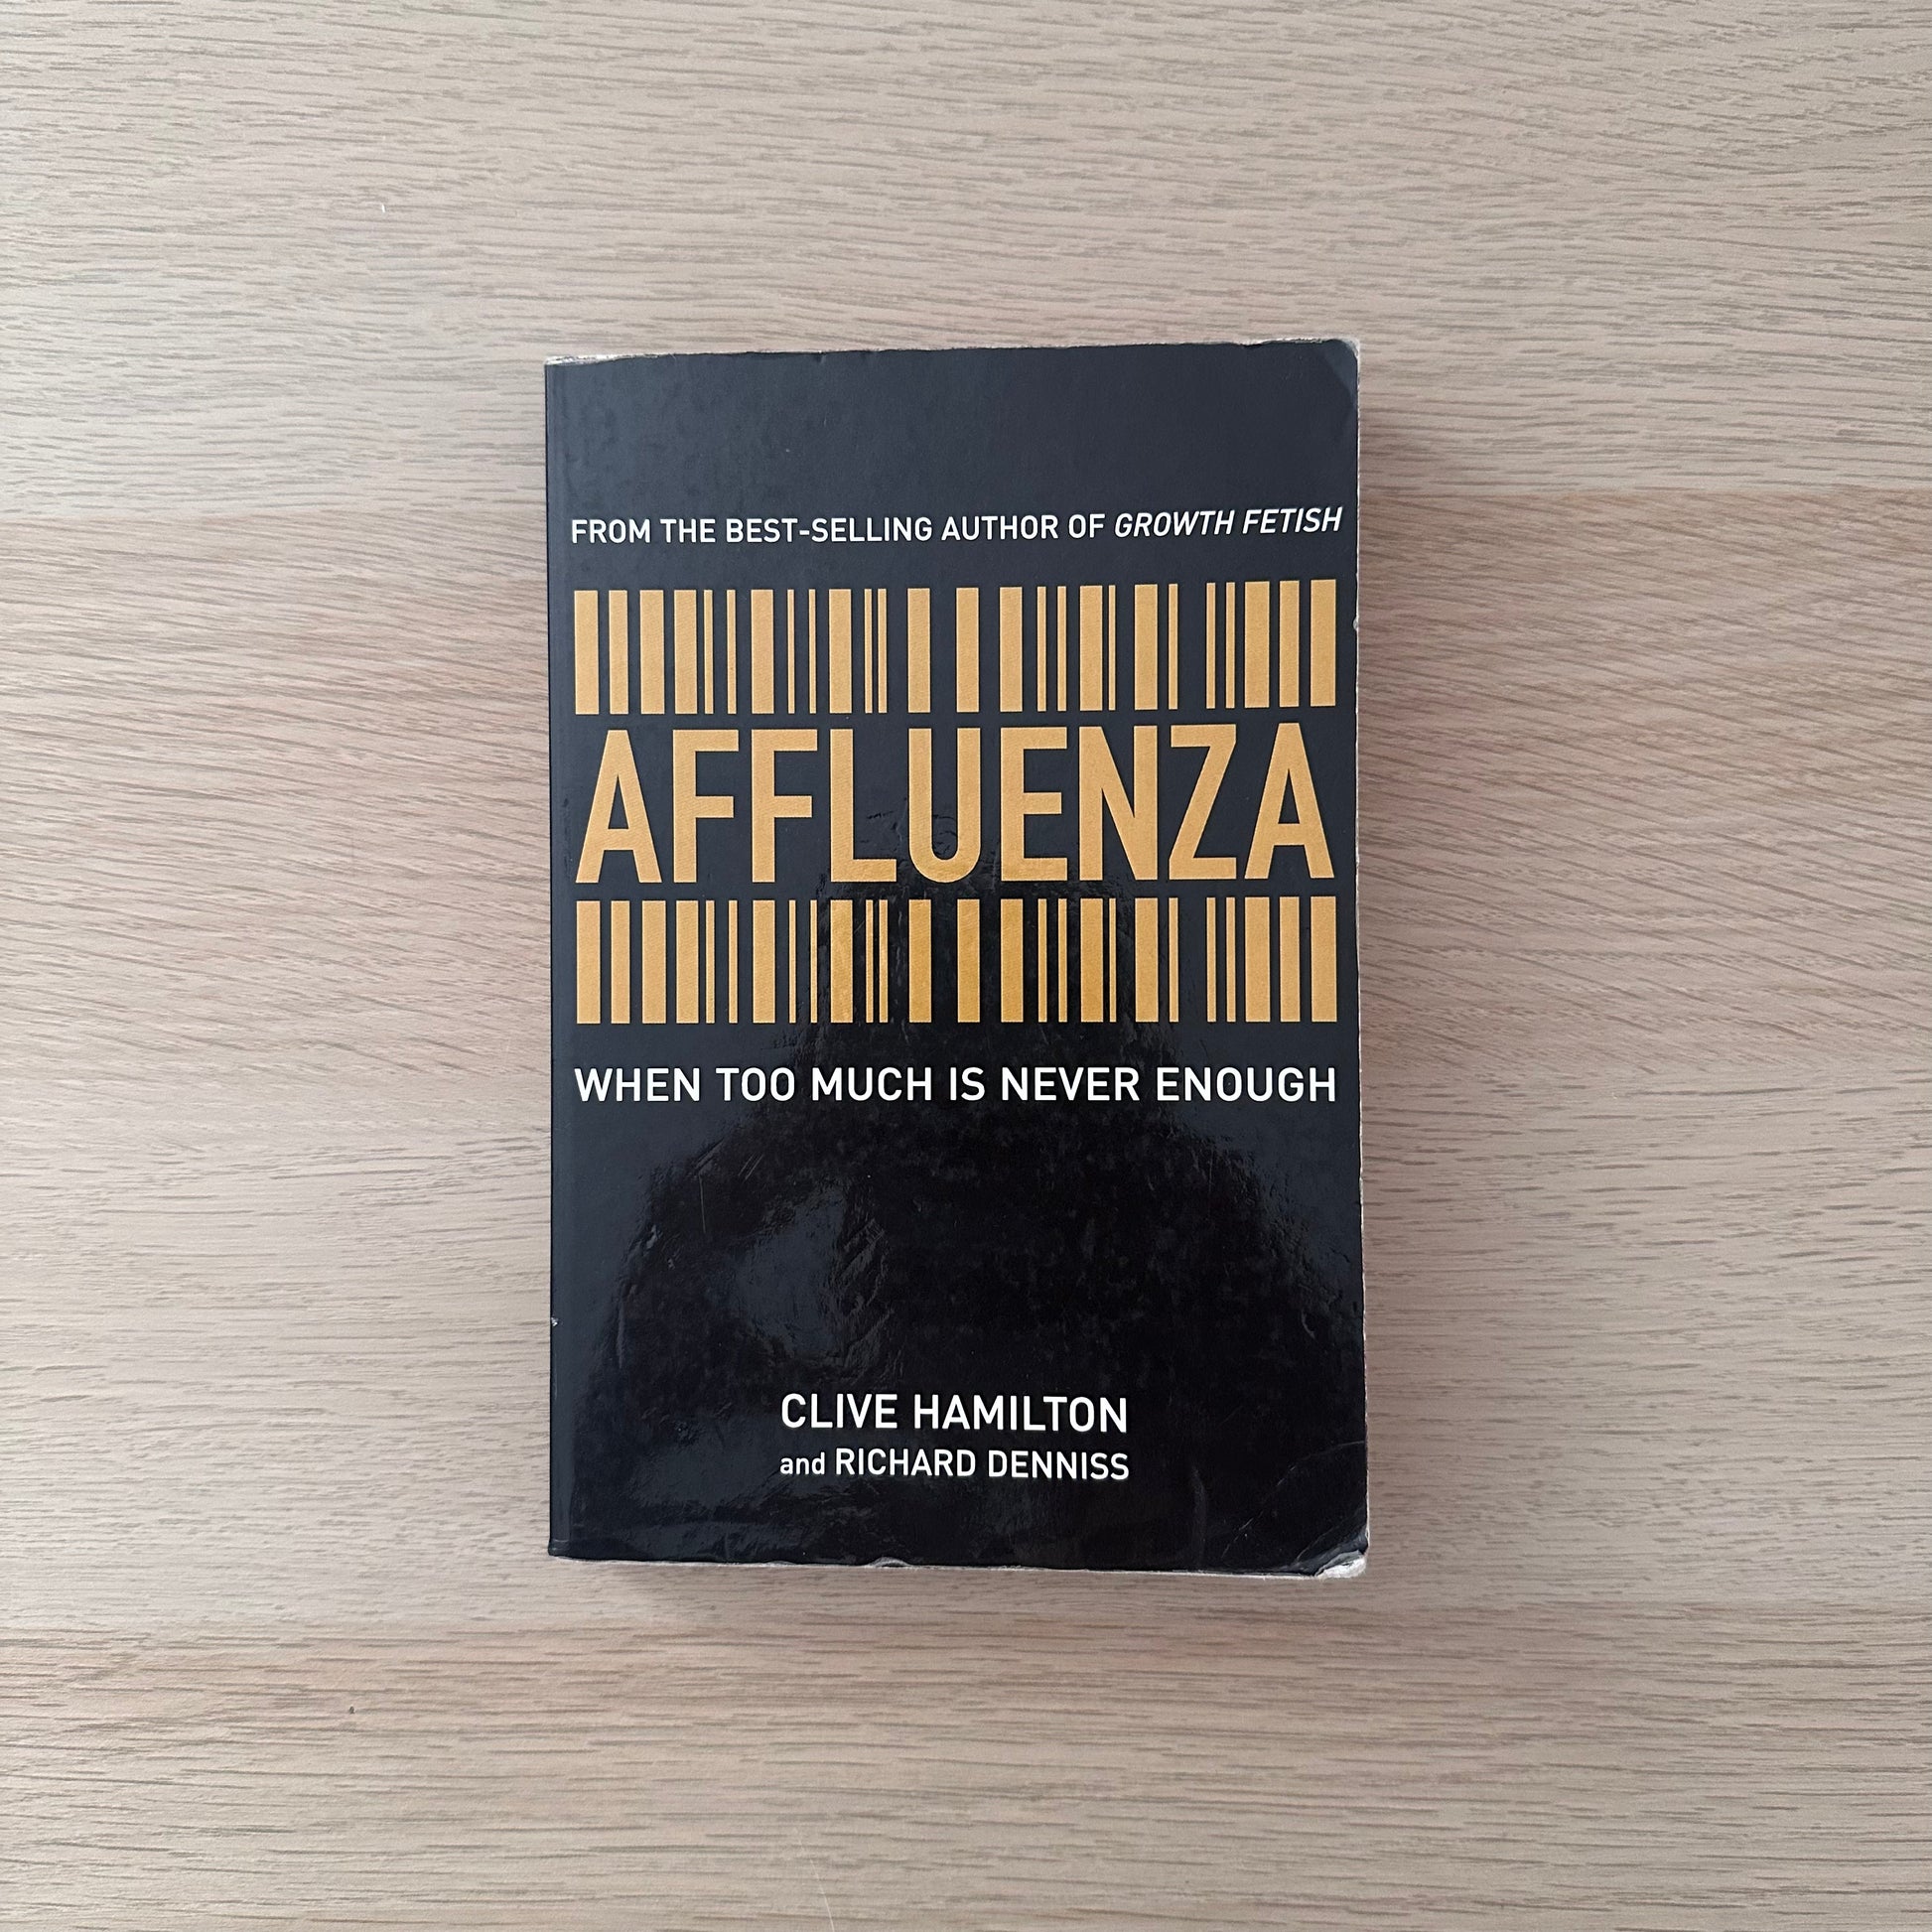 FROM THE BEST-SELLING AUTHOR OF GROWTH FETISH
AFFLUENZA
WHEN TOO MUCH IS NEVER ENOUGH
CLIVE HAMILTON
and RICHARD DENNISS